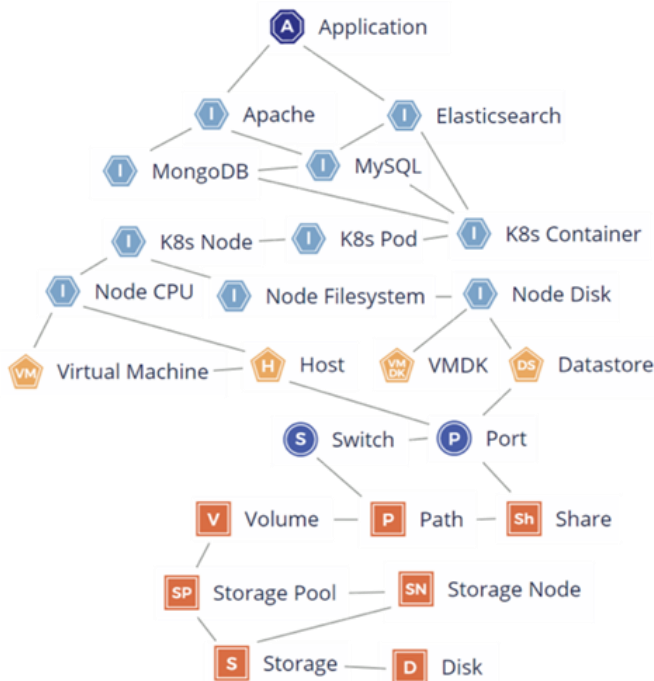 A Application
I Apache
I Elasticsearch
I MongoDB
I MySQL
I K8s Node
I K8s Pod
I K8s Container
I Node CPU
I Node Filesystem
I Node Disk
VM Virtual Machine
H Host
VM
DK VMDK
DS Datastore
S Switch
P Port
V Volume
P Path
Sh Share
SP Storage Pool
SN Storage Node
S Storage
D Disk